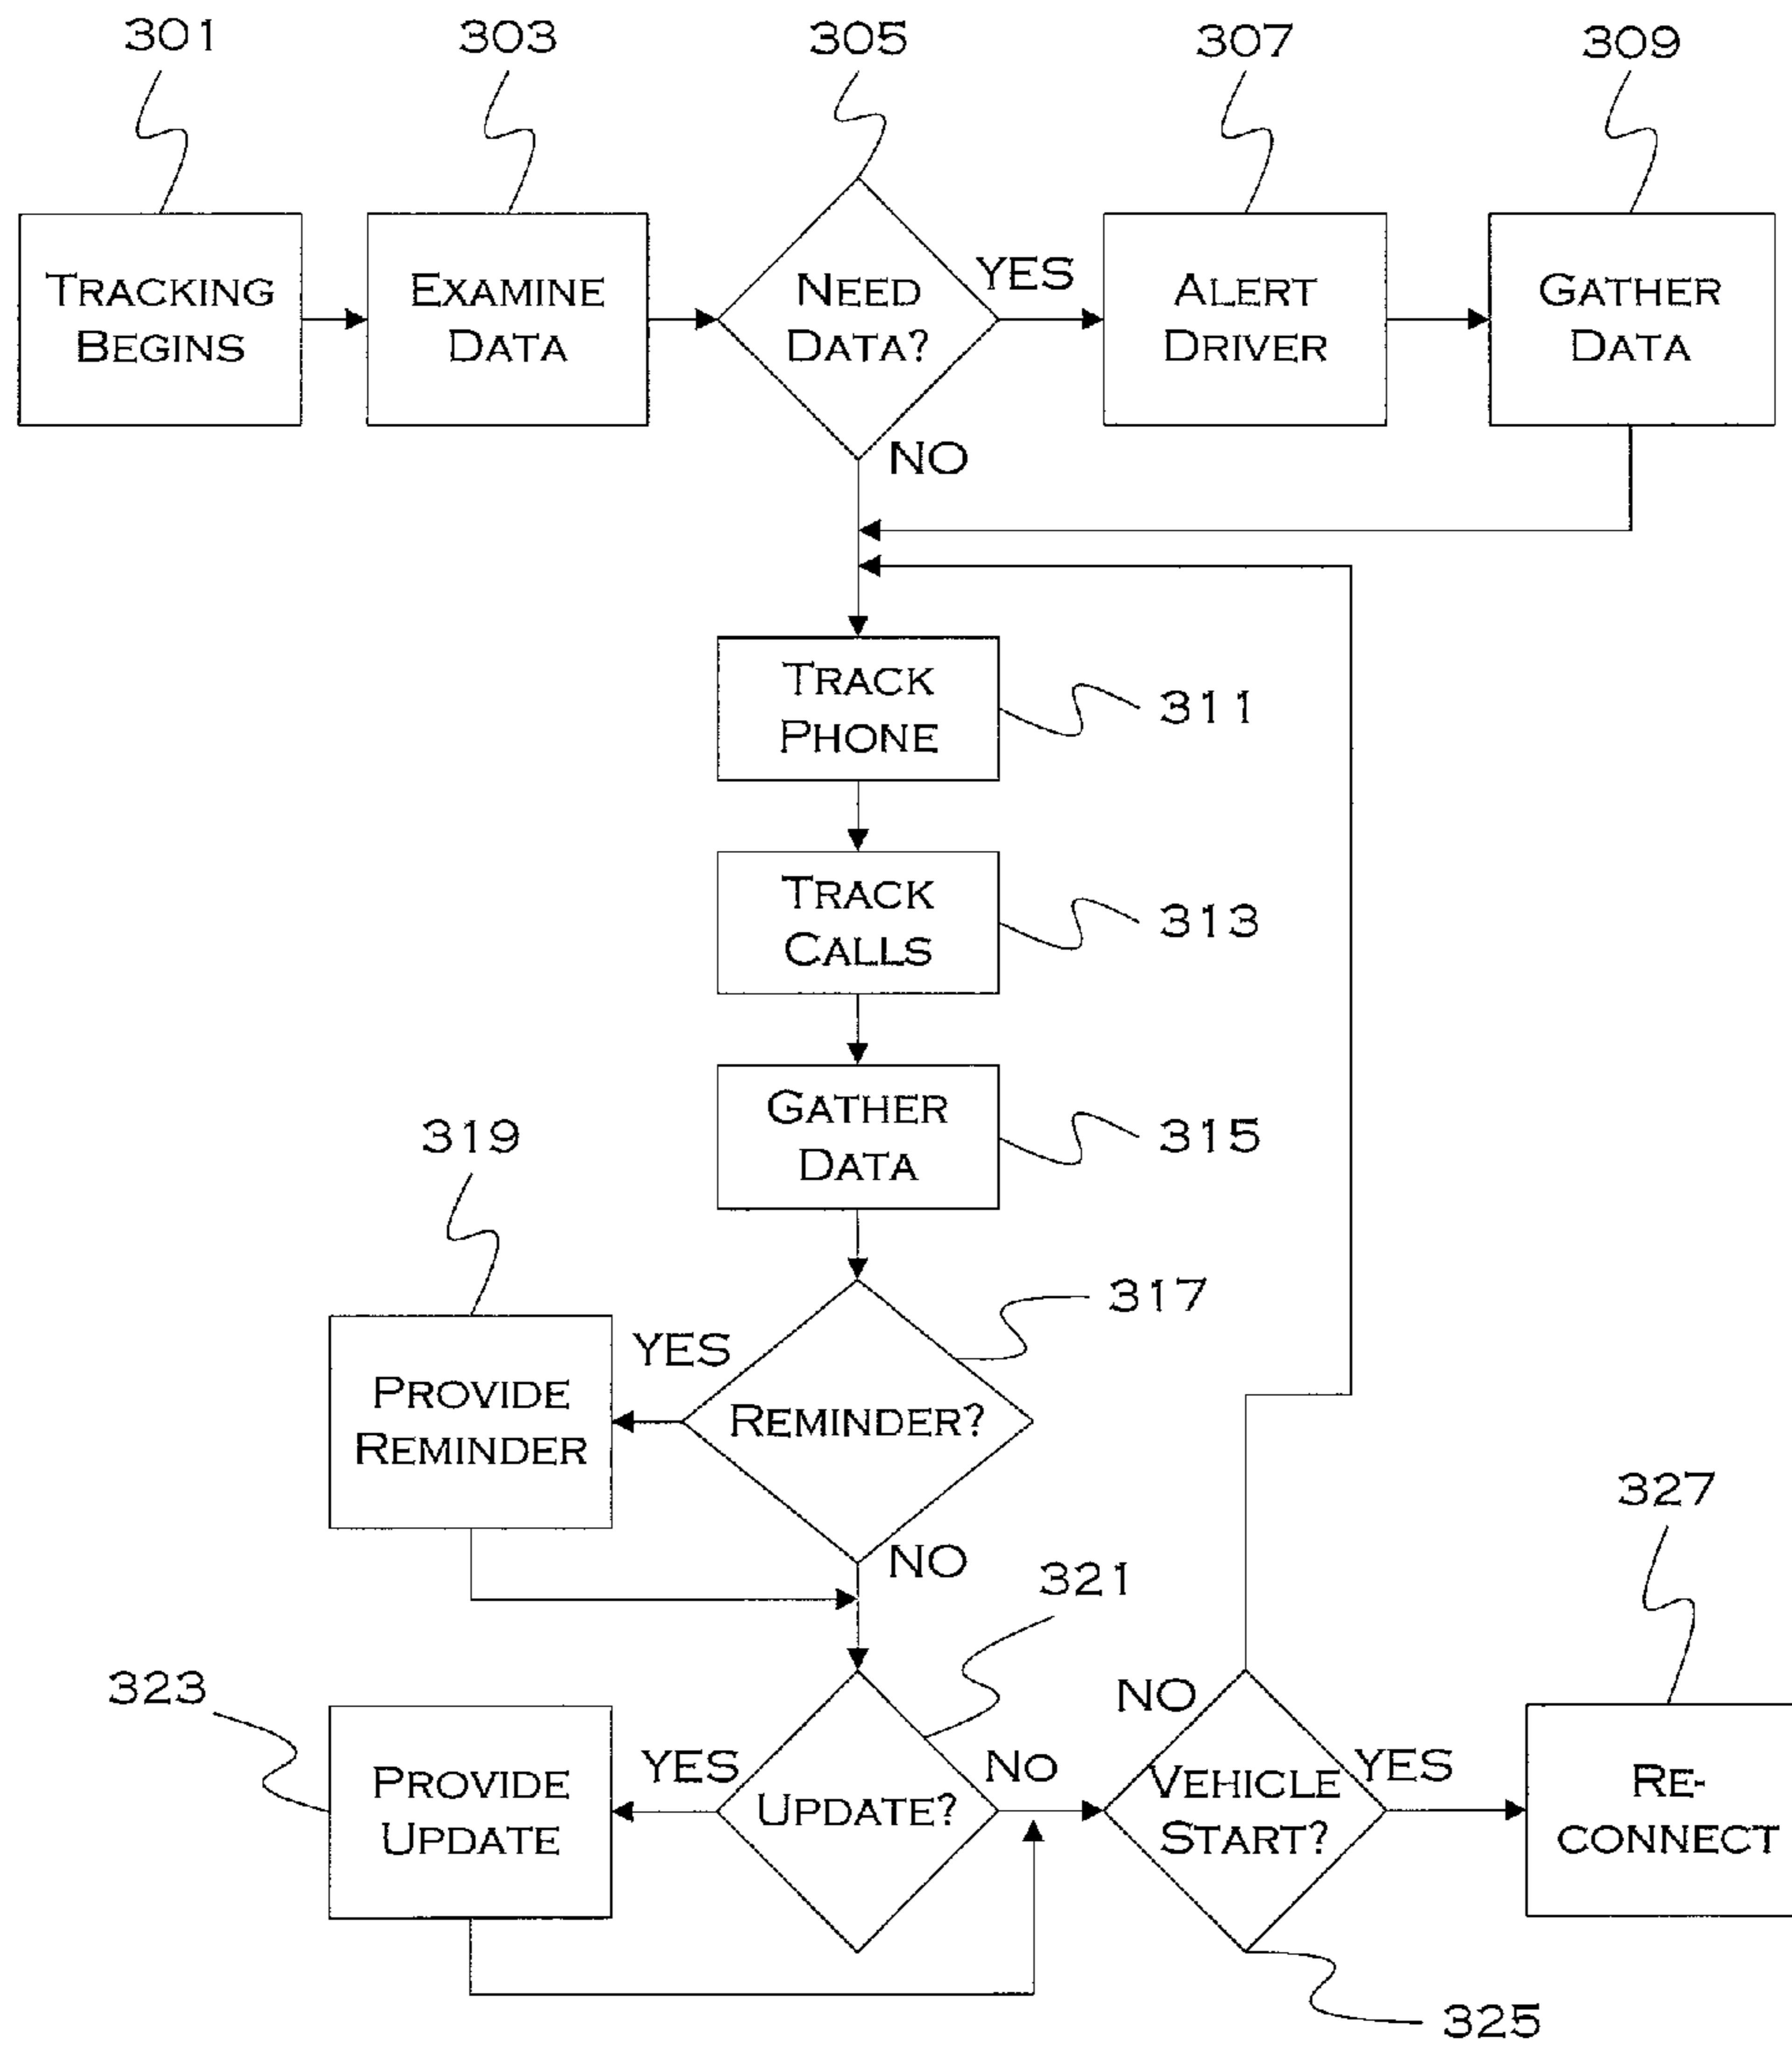 301
303
305
307
309
TRACKING
BEGINS
EXAMINE
DATA
NEED
DATA?
YES
ALERT
DRIVER
GATHER
DATA
NO
TRACK
PHONE
311
TRACK
CALLS
313
GATHER
DATA
315
319
317
YES
PROVIDE
REMINDER
REMINDER?
NO
321
327
323
NO
YES
NO
YES
PROVIDE
UPDATE
UPDATE?
VEHICLE
START?
RE-
CONNECT
325